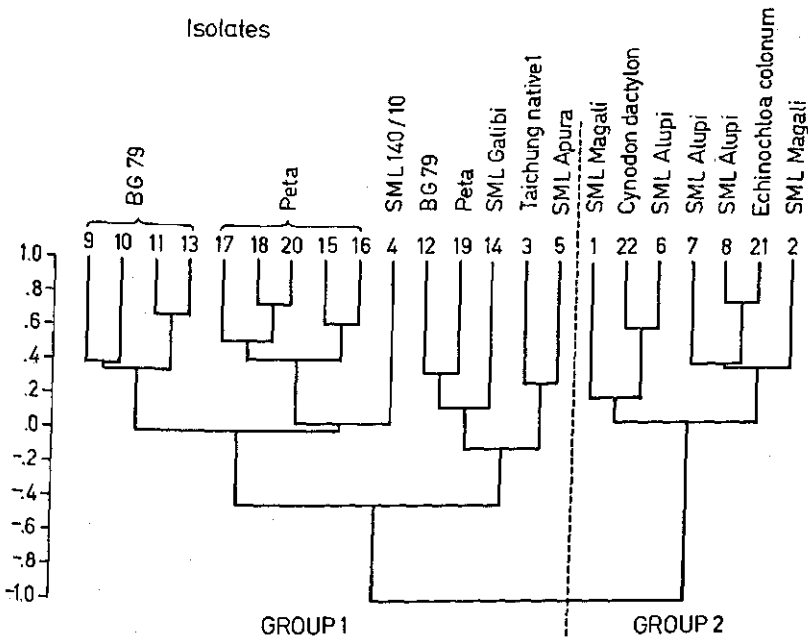 Isolates
BG 79
Peta
SML 140/10
BG 79
Peta
SML Galibi
Taichung native1
SML Apura
SML Magali
Cynodon dactylon
SML Alupi
SML Alupi
SML Alupi
Echinochloa colonum
SML Magali
9 10 11 13 17 18 20 15 16 4 12 19 14 3 5 1 22 6 7 8 21 2
1.0
.8
.6
.4
.2
.0
-.2
-.4
-.6
-.8
-1.0
GROUP 1 GROUP 2